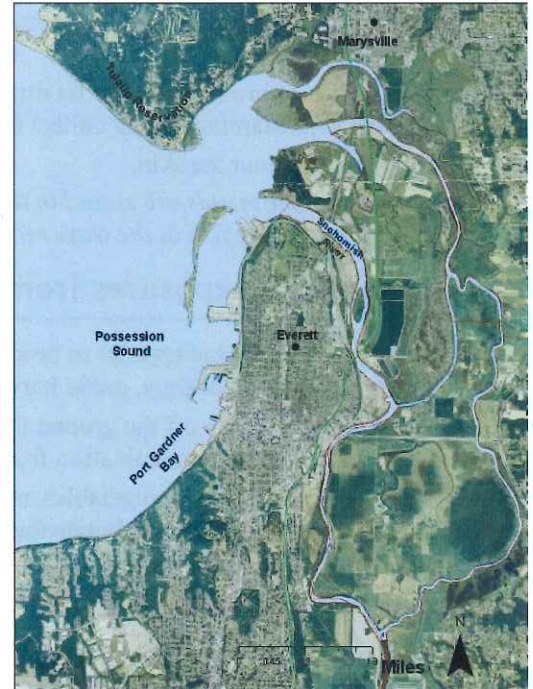 Marysville
Tulalip Reservation
Snohomish
River
Possession
Sound
Everett
Port Gardner
Bay
N
Miles